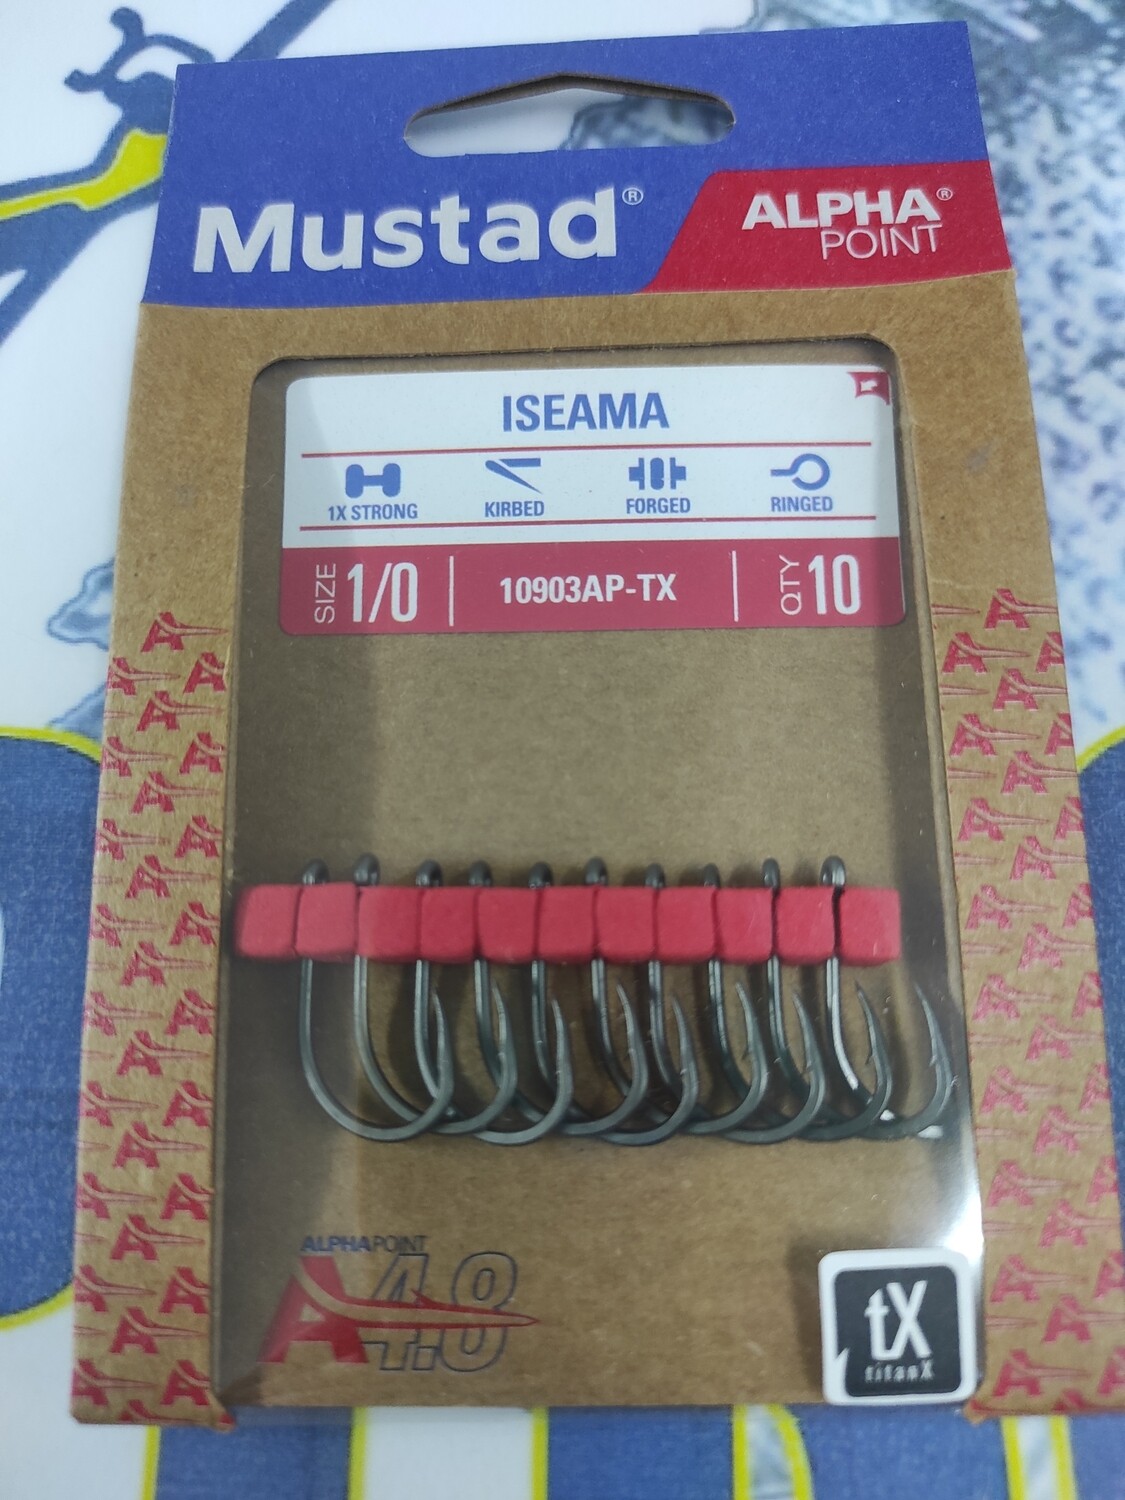 Mustad®
ALPHA®
POINT
ISEAMA
1X STRONG KIRBED FORGED RINGED
SIZE 1/0 10903AP-TX QTY 10
ALPHAPOINT
A 4.8
tX
titanX